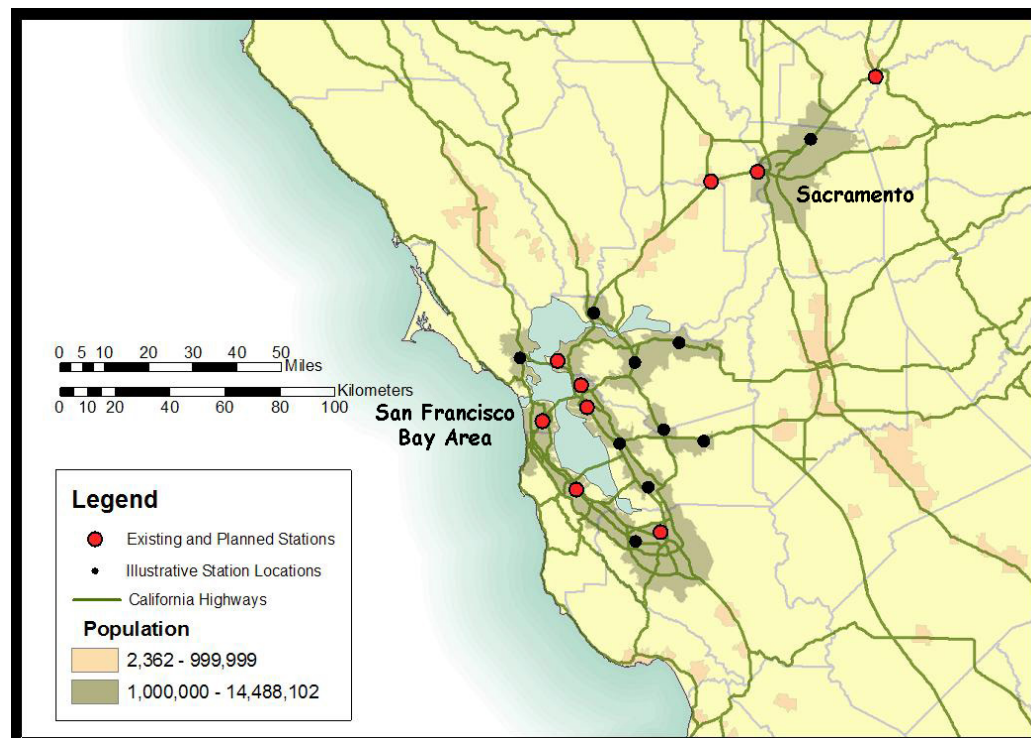 Sacramento
0 5 10 20 30 40 50
Miles
Kilometers
0 10 20 40 60 80 100
San Francisco
Bay Area
Legend
Existing and Planned Stations
Illustrative Station Locations
California Highways
Population
2,362 - 999,999
1,000,000 - 14,488,102